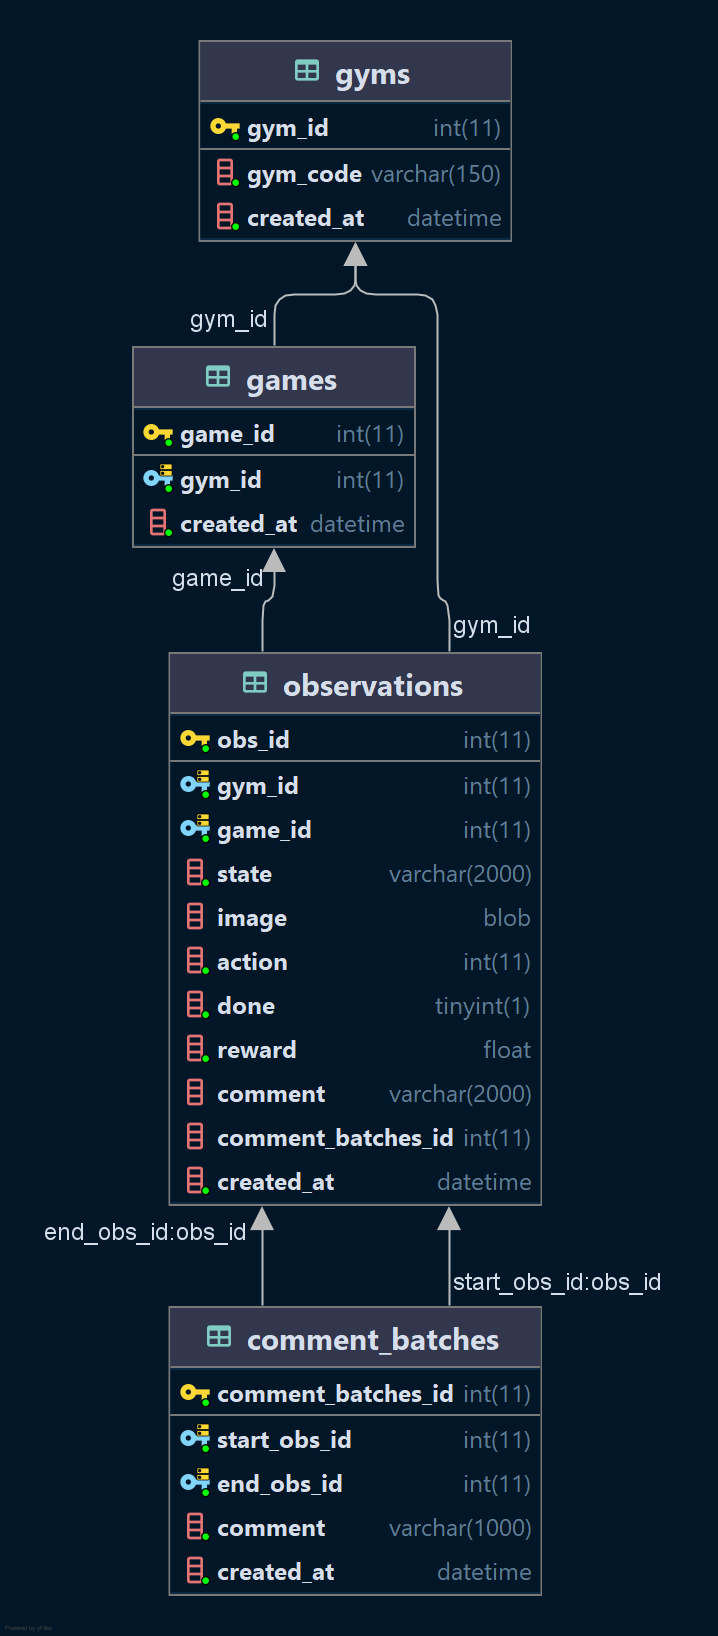 gyms
gym_id int(11)
gym_code varchar(150)
created_at datetime
gym_id
games
game_id int(11)
gym_id int(11)
created_at datetime
game_id
gym_id
observations
obs_id int(11)
gym_id int(11)
game_id int(11)
state varchar(2000)
image blob
action int(11)
done tinyint(1)
reward float
comment varchar(2000)
comment_batches_id int(11)
created_at datetime
end_obs_id:obs_id
start_obs_id:obs_id
comment_batches
comment_batches_id int(11)
start_obs_id int(11)
end_obs_id int(11)
comment varchar(1000)
created_at datetime
Powered by yFiles